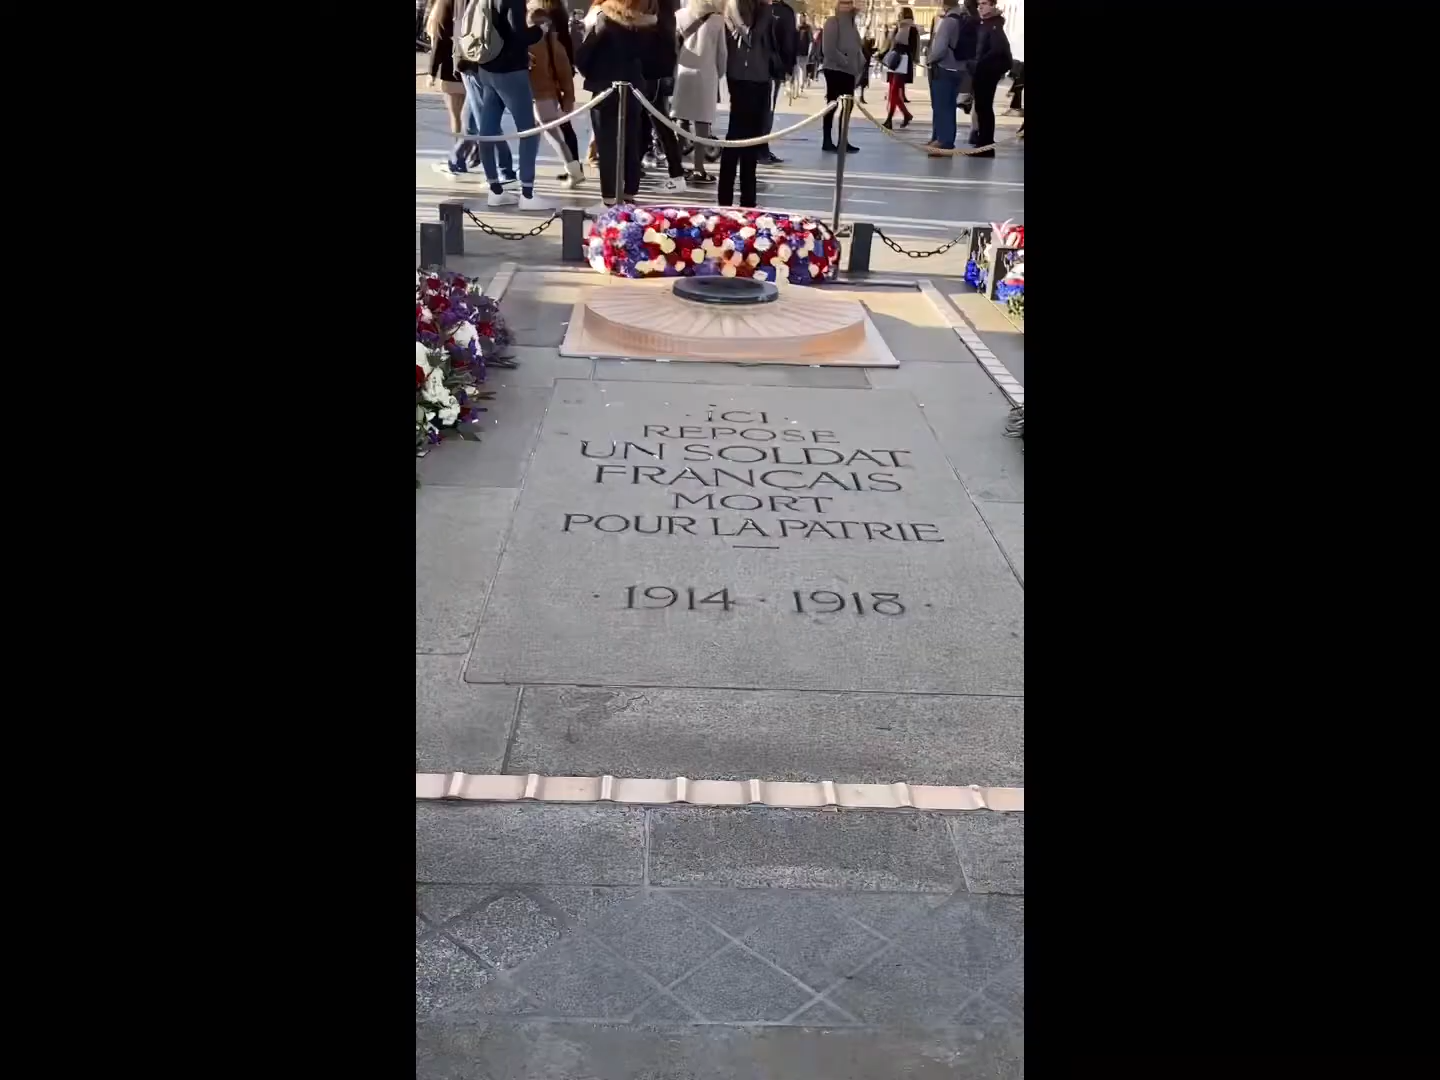 · ICI ·
REPOSE
UN SOLDAT
FRANÇAIS
MORT
POUR LA PATRIE
—
· 1914 · 1918 ·